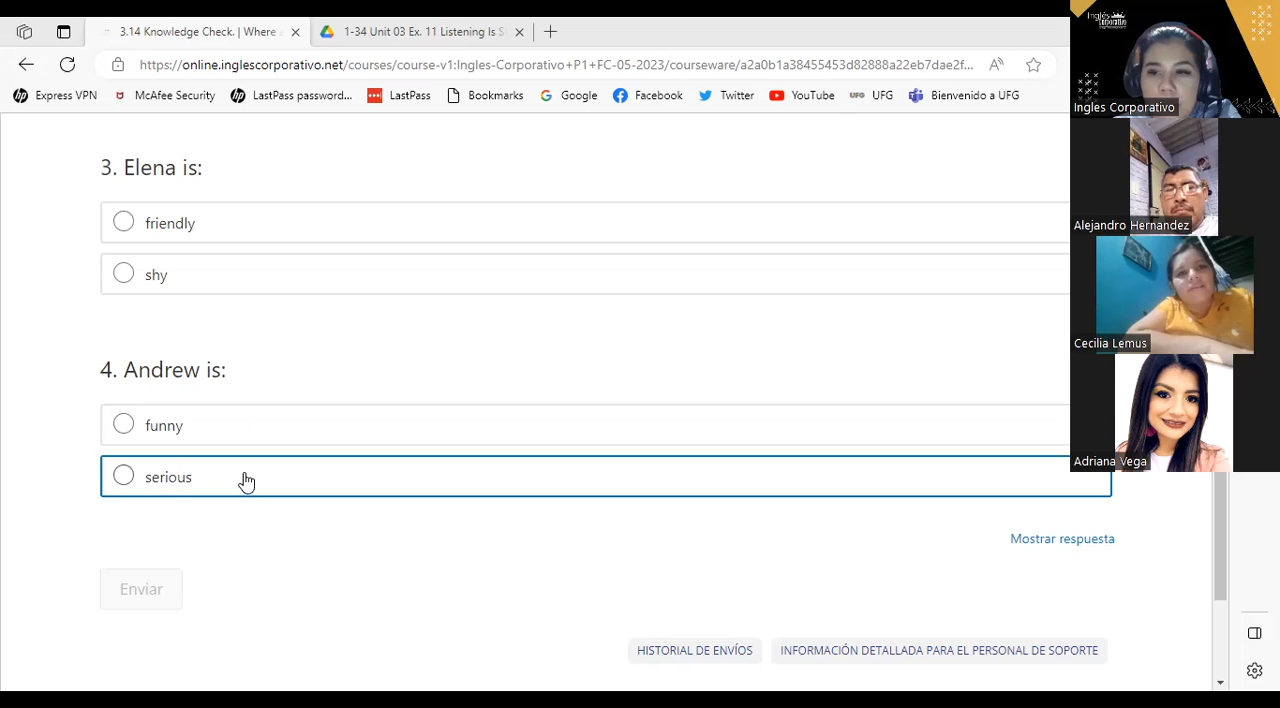 3.14 Knowledge Check. | Where a
1-34 Unit 03 Ex. 11 Listening Is S
https://online.inglescorporativo.net/courses/course-v1:Ingles-Corporativo+P1+FC-05-2023/courseware/a2a0b1a38455453d82888a22eb7dae2f...
Express VPN McAfee Security LastPass password... LastPass Bookmarks Google Facebook Twitter YouTube UFG Bienvenido a UFG
3. Elena is:
friendly
shy
4. Andrew is:
funny
serious
Mostrar respuesta
Enviar
HISTORIAL DE ENVÍOS INFORMACIÓN DETALLADA PARA EL PERSONAL DE SOPORTE
Inglés
Corporativo
Ingles Corporativo
Alejandro Hernandez
Cecilia Lemus
Adriana Vega